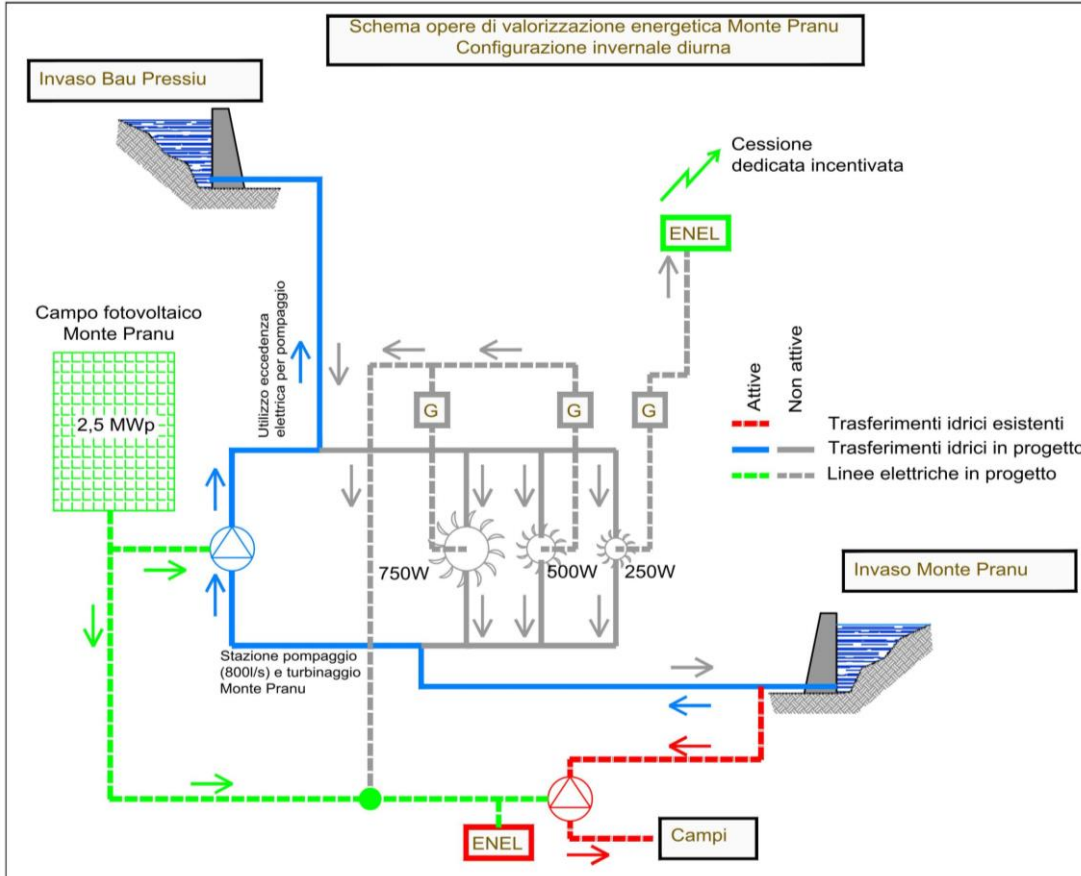 Schema opere di valorizzazione energetica Monte Pranu
Configurazione invernale diurna
Invaso Bau Pressiu
Cessione
dedicata incentivata
ENEL
Campo fotovoltaico
Monte Pranu
2,5 MWp
Utilizzo eccedenza
elettrica per pompaggio
G
G
G
Attive
Non attive
Trasferimenti idrici esistenti
Trasferimenti idrici in progetto
Linee elettriche in progetto
750W
500W
250W
Invaso Monte Pranu
Stazione pompaggio
(800l/s) e turbinaggio
Monte Pranu
ENEL
Campi